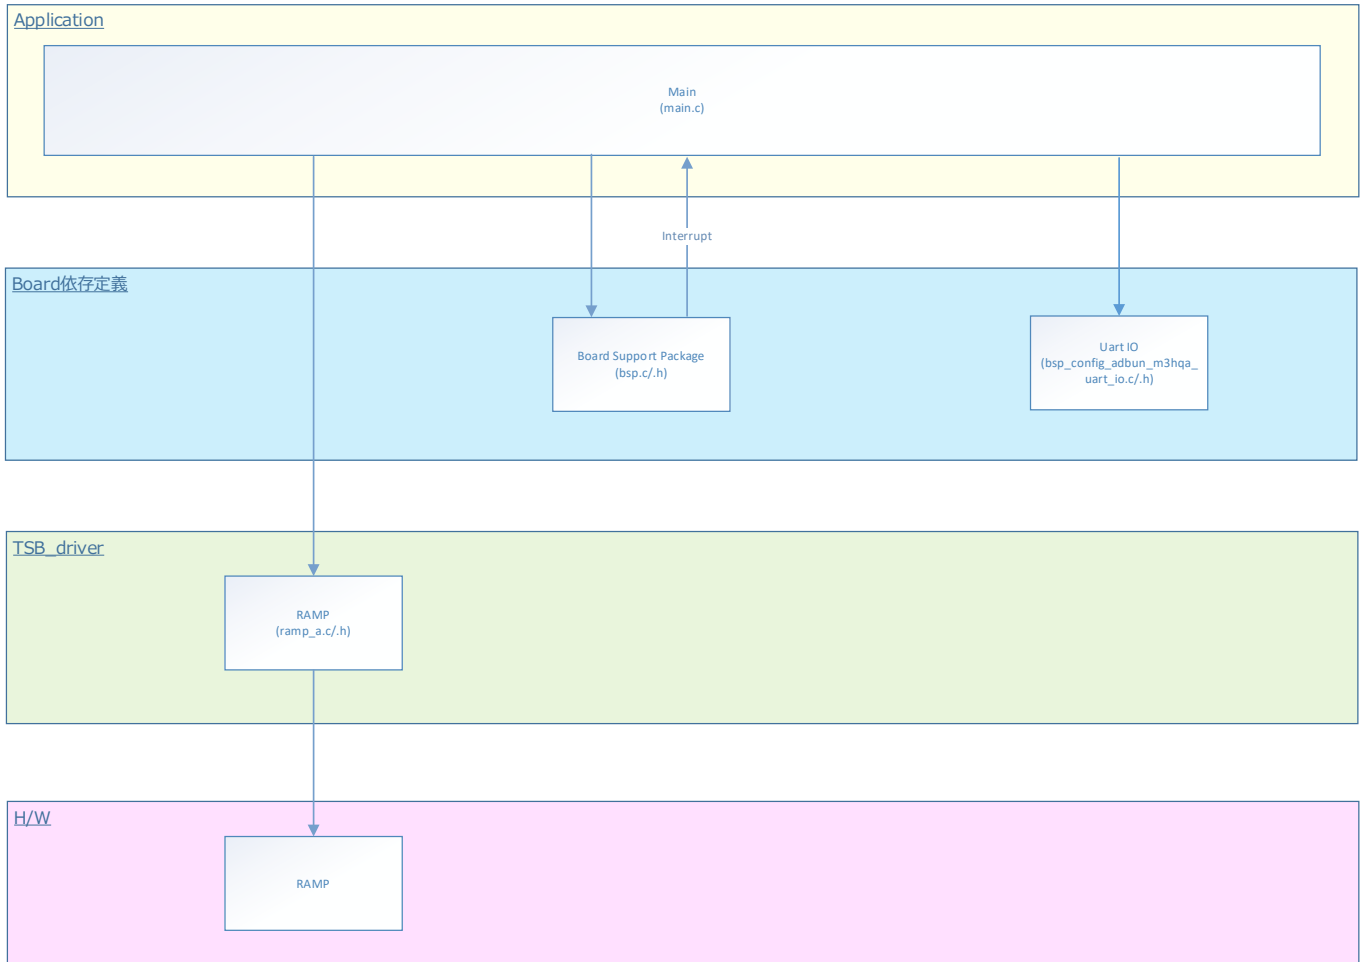 Application
Main
(main.c)
Interrupt
Board依存定義
Board Support Package
(bsp.c/.h)
Uart IO
(bsp_config_adbun_m3hqa_
uart_io.c/.h)
TSB_driver
RAMP
(ramp_a.c/.h)
H/W
RAMP